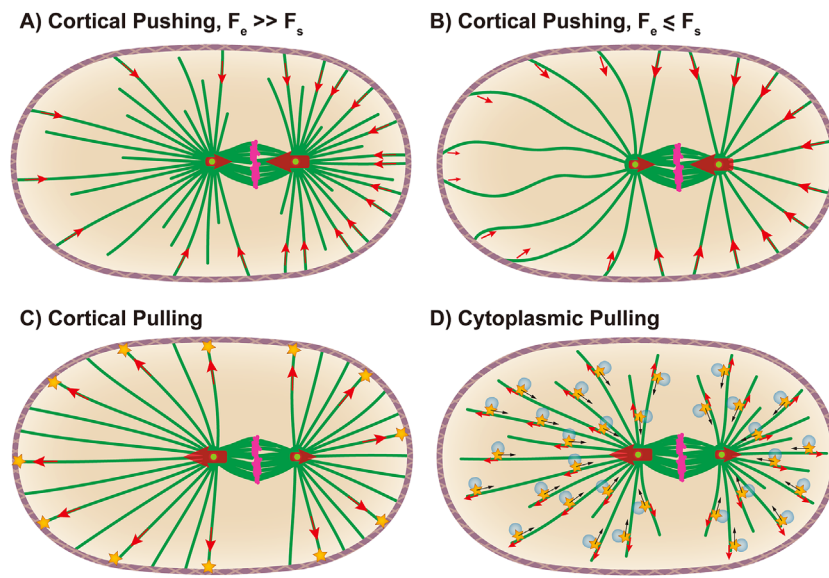 A) Cortical Pushing, Fₑ >> Fₛ
B) Cortical Pushing, Fₑ ⩽ Fₛ
C) Cortical Pulling
D) Cytoplasmic Pulling